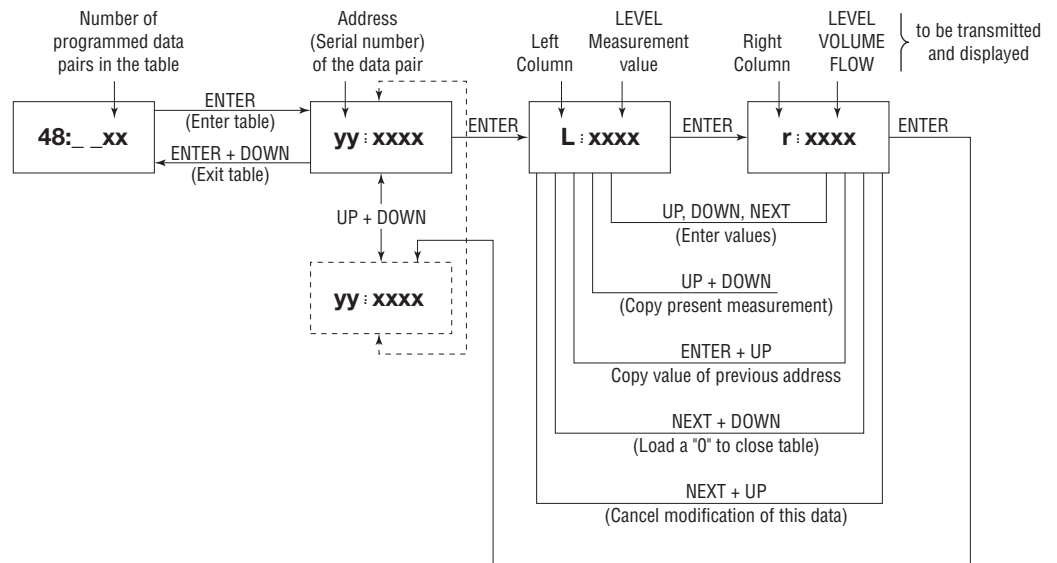 Number of
programmed data
pairs in the table
Address
(Serial number)
of the data pair
Left
Column
LEVEL
Measurement
value
Right
Column
LEVEL
VOLUME
FLOW
to be transmitted
and displayed
48:_ _xx
ENTER
(Enter table)
ENTER + DOWN
(Exit table)
yy : xxxx
ENTER
L : xxxx
ENTER
r : xxxx
ENTER
UP + DOWN
yy : xxxx
UP, DOWN, NEXT
(Enter values)
UP + DOWN
(Copy present measurement)
ENTER + UP
Copy value of previous address
NEXT + DOWN
(Load a "0" to close table)
NEXT + UP
(Cancel modification of this data)